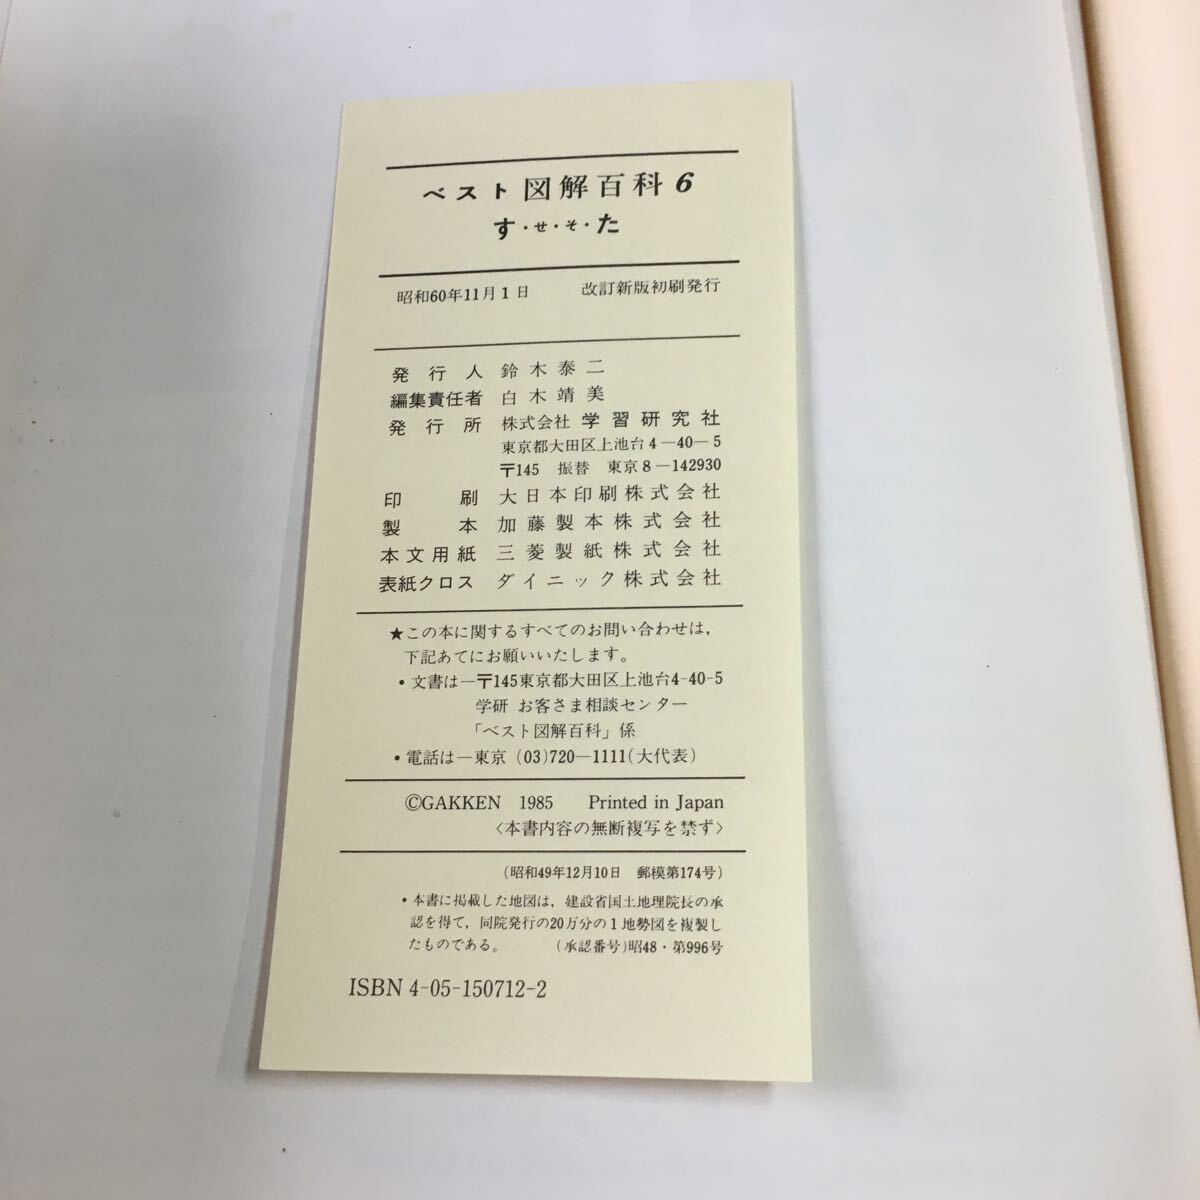 ベスト図解百科6
す・せ・そ・た
昭和60年11月1日 改訂新版初刷発行
発行人 鈴木泰二
編集責任者 白木靖美
発行所 株式会社 学習研究社
東京都大田区上池台4―40―5
〒145 振替 東京8―142930
印刷 大日本印刷株式会社
製本 加藤製本株式会社
本文用紙 三菱製紙株式会社
表紙クロス ダイニック株式会社
★この本に関するすべてのお問い合わせは,
下記あてにお願いいたします。
・文書は―〒145東京都大田区上池台4-40-5
学研 お客さま相談センター
「ベスト図解百科」係
・電話は―東京(03)720―1111(大代表)
©GAKKEN 1985 Printed in Japan
〈本書内容の無断複写を禁ず〉
(昭和49年12月10日 郵模第174号)
・本書に掲載した地図は,建設省国土地理院長の承
認を得て,同院発行の20万分の1地勢図を複製し
たものである。 (承認番号)昭48・第996号
ISBN 4-05-150712-2